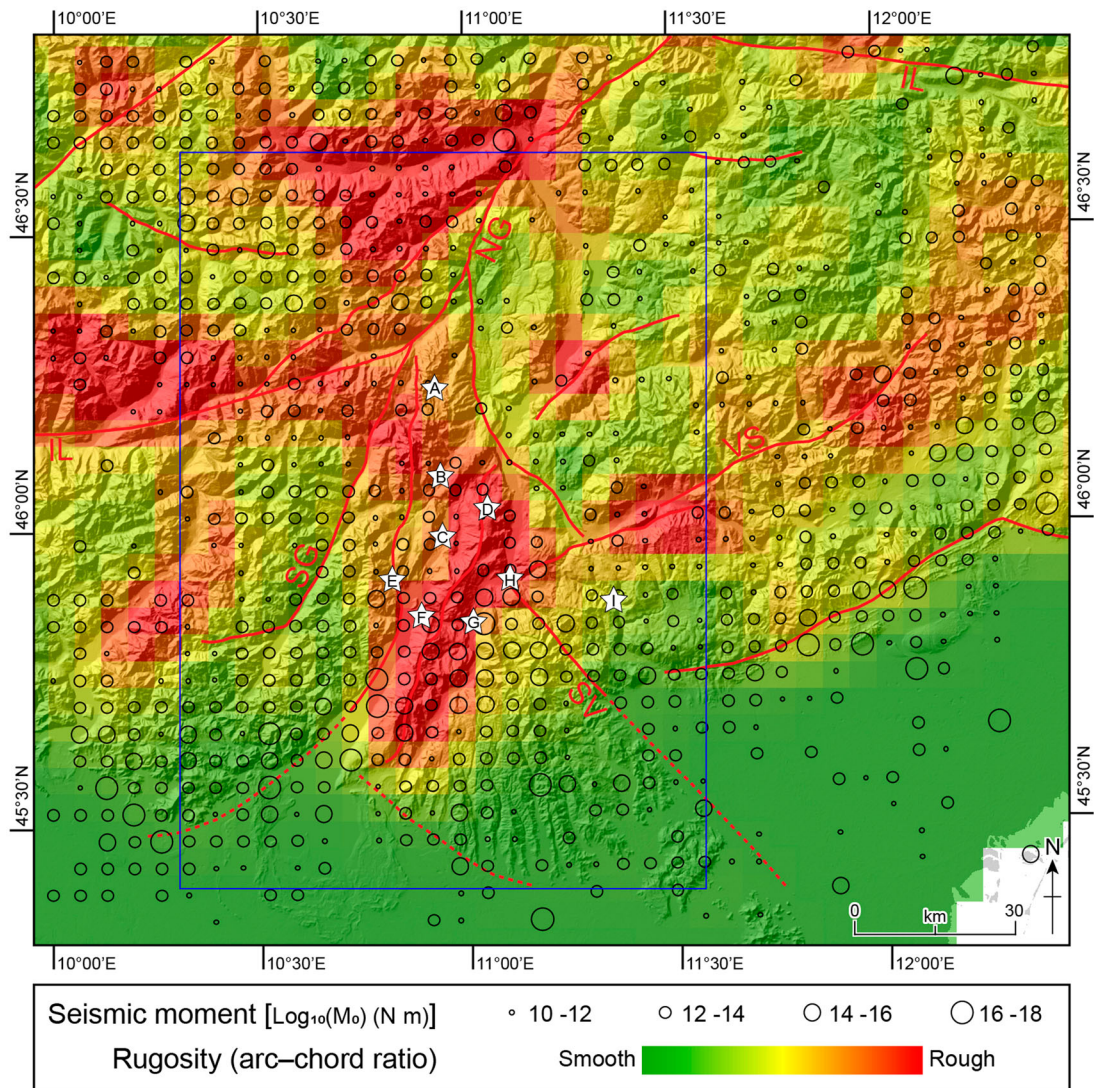 10°00'E 10°30'E 11°00'E 11°30'E 12°00'E
IL
46°30'N 46°30'N
NG
IL
VS
46°00'N 46°00'N
A
B
D
C
SG
E
H
I
F
G
SV
45°30'N 45°30'N
N
0 km 30
10°00'E 10°30'E 11°00'E 11°30'E 12°00'E
Seismic moment [Log₁₀(M₀) (N m)] 10 -12 12 -14 14 -16 16 -18
Rugosity (arc–chord ratio) Smooth Rough